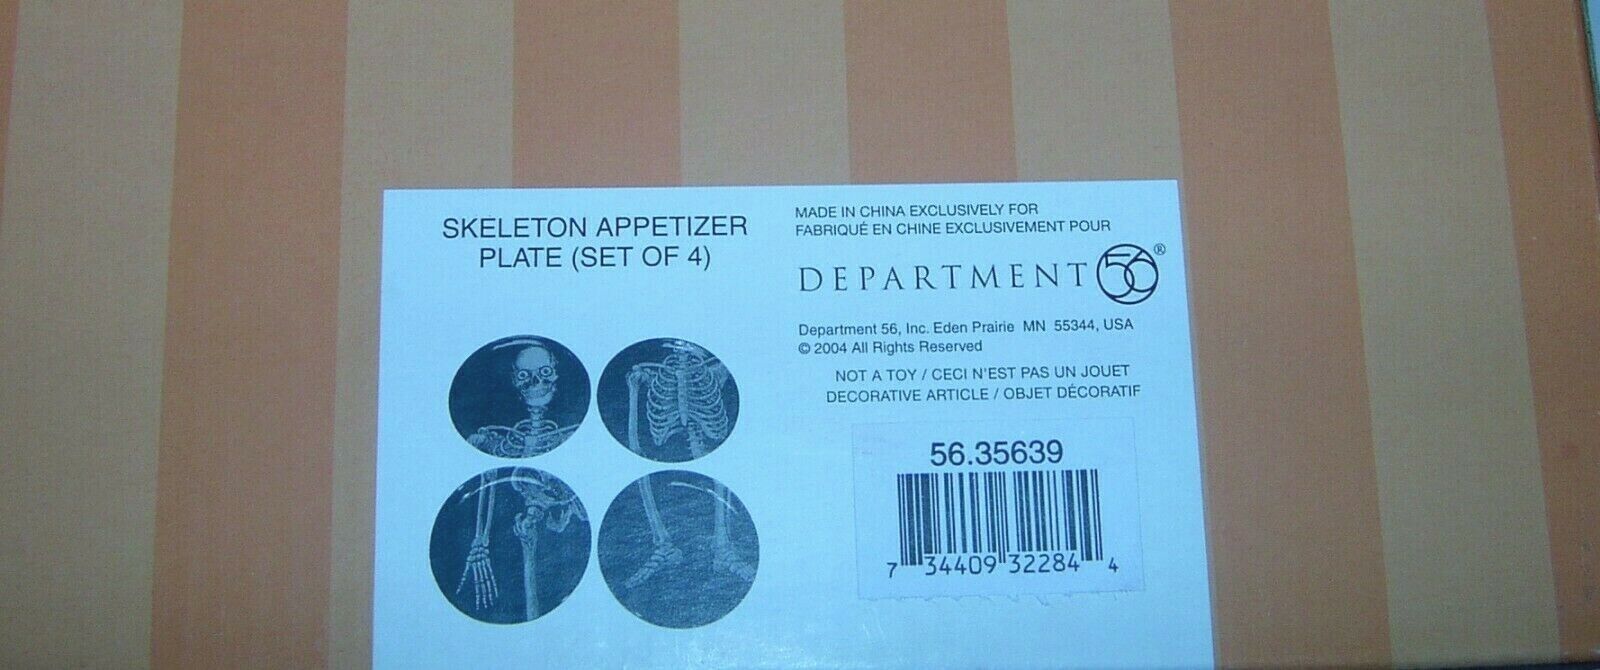 SKELETON APPETIZER
PLATE (SET OF 4)
MADE IN CHINA EXCLUSIVELY FOR
FABRIQUÉ EN CHINE EXCLUSIVEMENT POUR
DEPARTMENT 56®
Department 56, Inc. Eden Prairie MN 55344, USA
© 2004 All Rights Reserved
NOT A TOY / CECI N'EST PAS UN JOUET
DECORATIVE ARTICLE / OBJET DÉCORATIF
56.35639
7 34409 32284 4